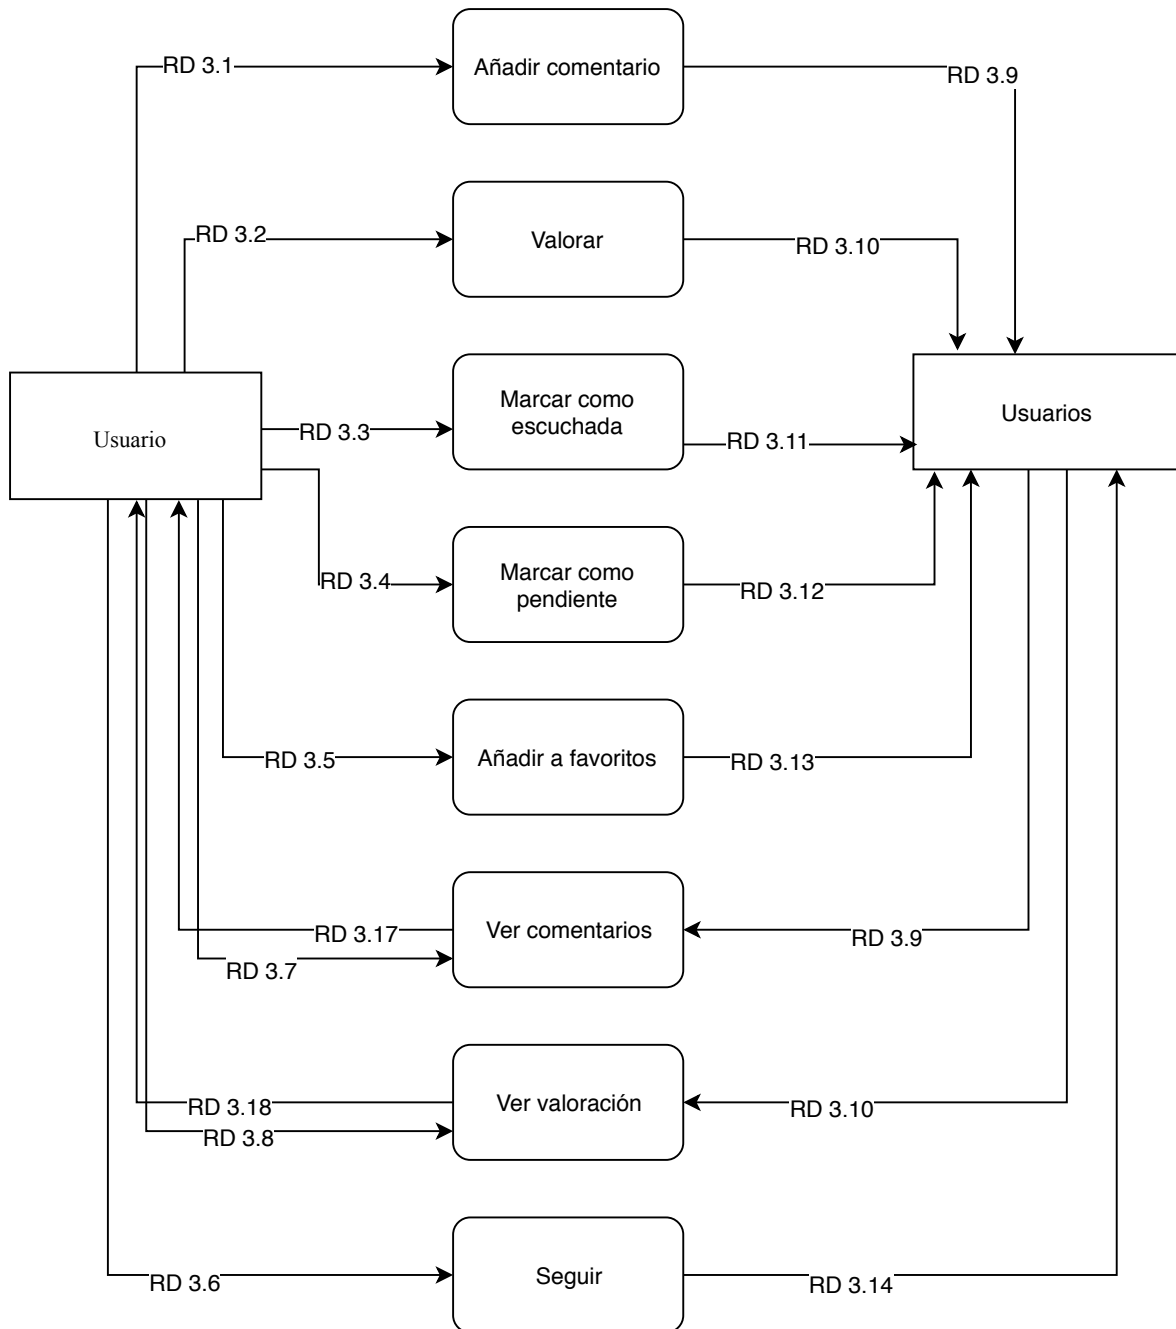 RD 3.1
Añadir comentario
RD 3.9
RD 3.2
Valorar
RD 3.10
Usuario
RD 3.3
Marcar como
escuchada
RD 3.11
Usuarios
RD 3.4
Marcar como
pendiente
RD 3.12
RD 3.5
Añadir a favoritos
RD 3.13
RD 3.17
RD 3.7
Ver comentarios
RD 3.9
RD 3.18
RD 3.8
Ver valoración
RD 3.10
RD 3.6
Seguir
RD 3.14